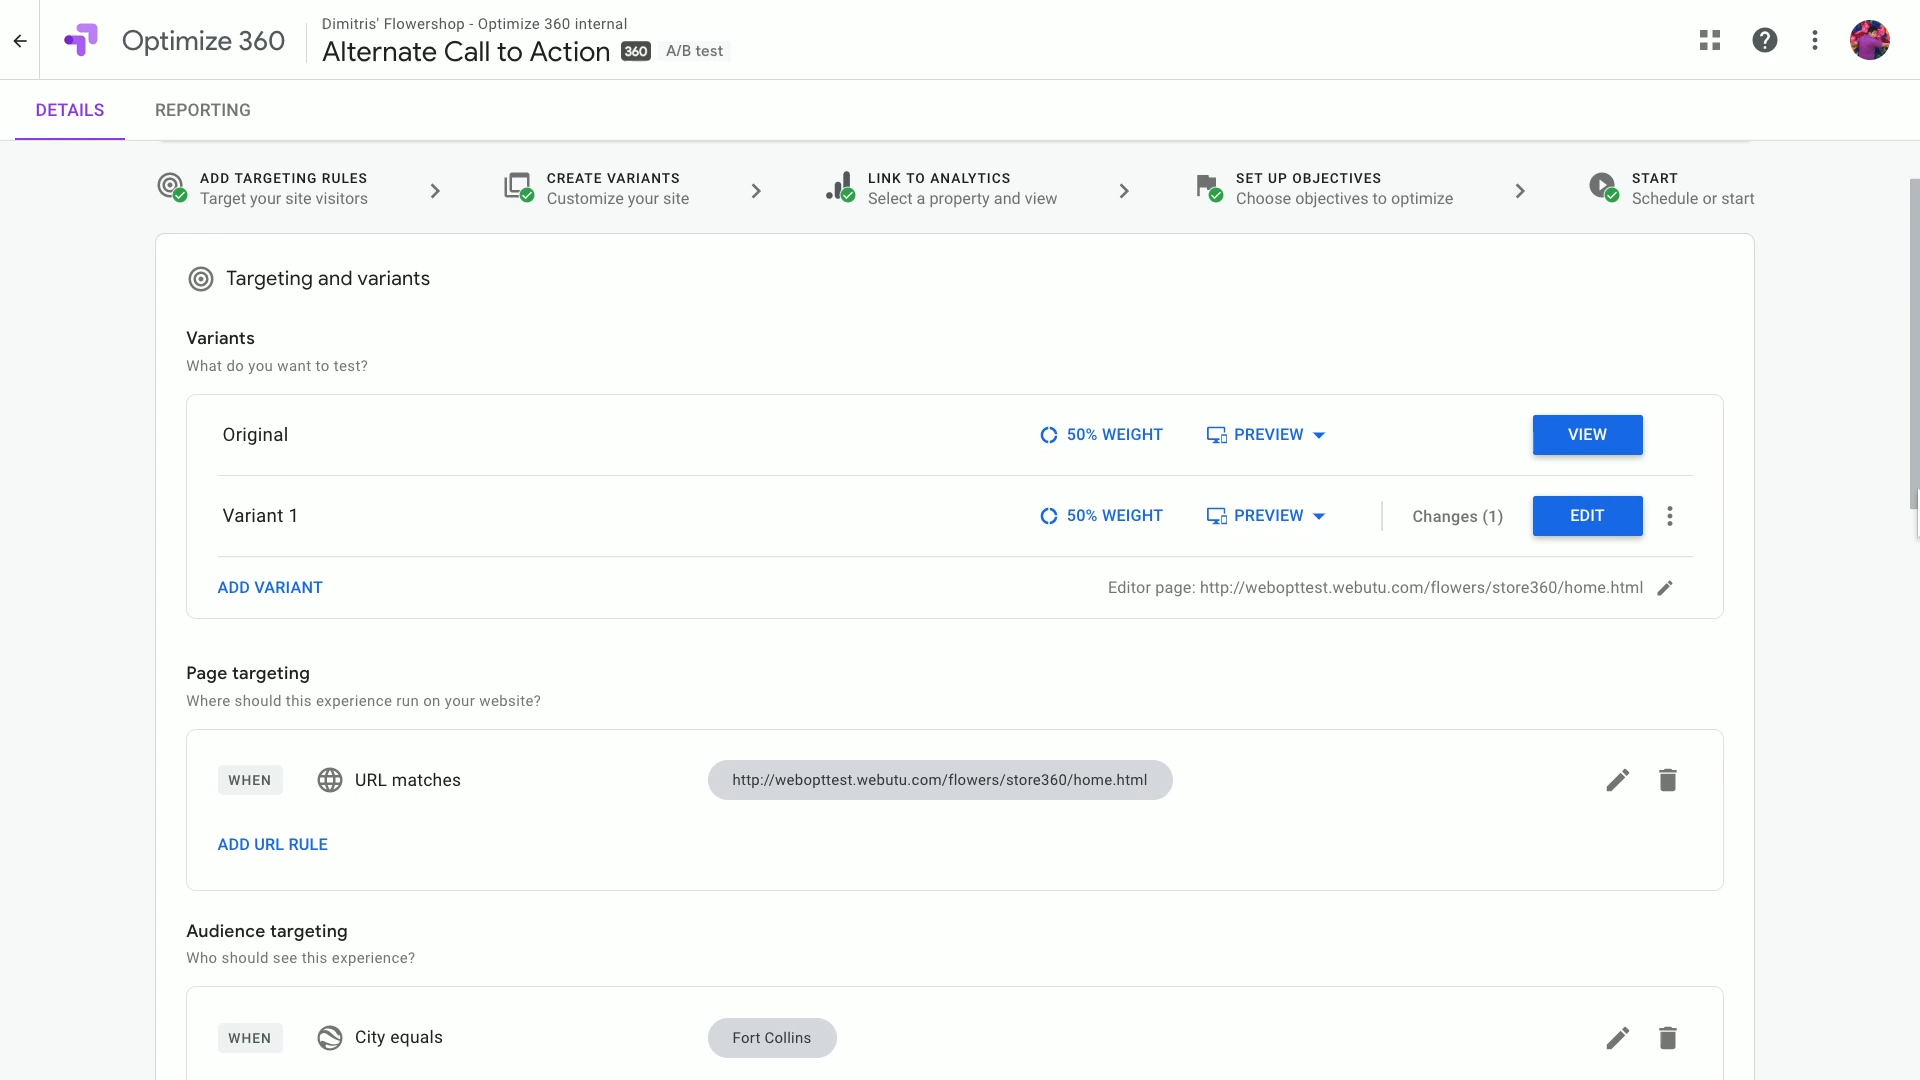 Dimitris' Flowershop - Optimize 360 internal
Optimize 360
Alternate Call to Action 360 A/B test
DETAILS REPORTING
ADD TARGETING RULES
Target your site visitors
CREATE VARIANTS
Customize your site
LINK TO ANALYTICS
Select a property and view
SET UP OBJECTIVES
Choose objectives to optimize
START
Schedule or start
Targeting and variants
Variants
What do you want to test?
Original 50% WEIGHT PREVIEW VIEW
Variant 1 50% WEIGHT PREVIEW Changes (1) EDIT
ADD VARIANT Editor page: http://webopttest.webutu.com/flowers/store360/home.html
Page targeting
Where should this experience run on your website?
WHEN URL matches http://webopttest.webutu.com/flowers/store360/home.html
ADD URL RULE
Audience targeting
Who should see this experience?
WHEN City equals Fort Collins